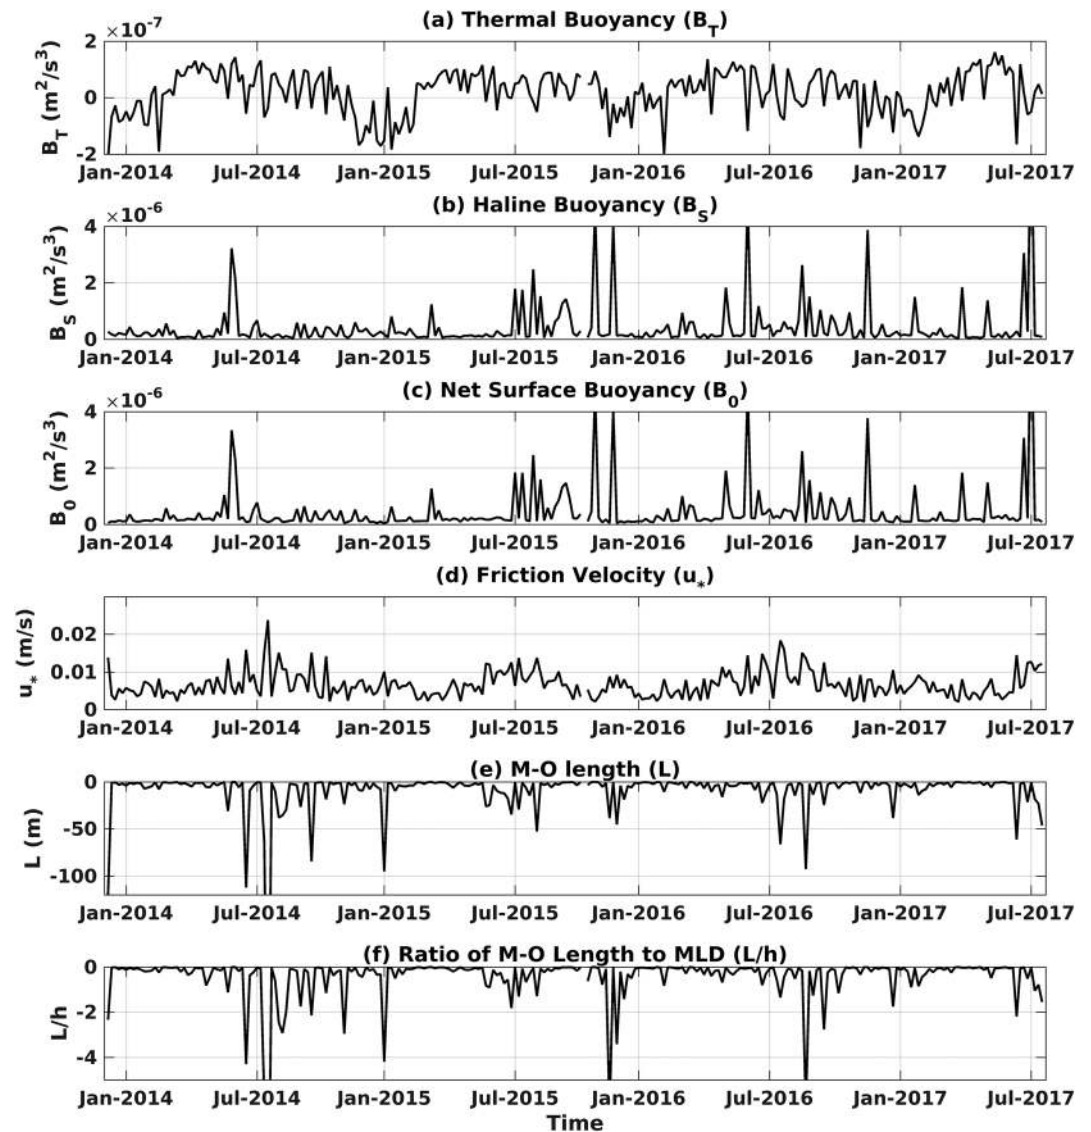 (a) Thermal Buoyancy (B_T)
×10^-7
B_T (m^2/s^3)
2
0
-2
Jan-2014 Jul-2014 Jan-2015 Jul-2015 Jan-2016 Jul-2016 Jan-2017 Jul-2017
(b) Haline Buoyancy (B_S)
×10^-6
B_S (m^2/s^3)
4
2
0
Jan-2014 Jul-2014 Jan-2015 Jul-2015 Jan-2016 Jul-2016 Jan-2017 Jul-2017
(c) Net Surface Buoyancy (B_0)
×10^-6
B_0 (m^2/s^3)
4
2
0
Jan-2014 Jul-2014 Jan-2015 Jul-2015 Jan-2016 Jul-2016 Jan-2017 Jul-2017
(d) Friction Velocity (u_*)
u_* (m/s)
0.02
0.01
0
Jan-2014 Jul-2014 Jan-2015 Jul-2015 Jan-2016 Jul-2016 Jan-2017 Jul-2017
(e) M-O length (L)
L (m)
0
-50
-100
Jan-2014 Jul-2014 Jan-2015 Jul-2015 Jan-2016 Jul-2016 Jan-2017 Jul-2017
(f) Ratio of M-O Length to MLD (L/h)
L/h
0
-2
-4
Jan-2014 Jul-2014 Jan-2015 Jul-2015 Jan-2016 Jul-2016 Jan-2017 Jul-2017
Time